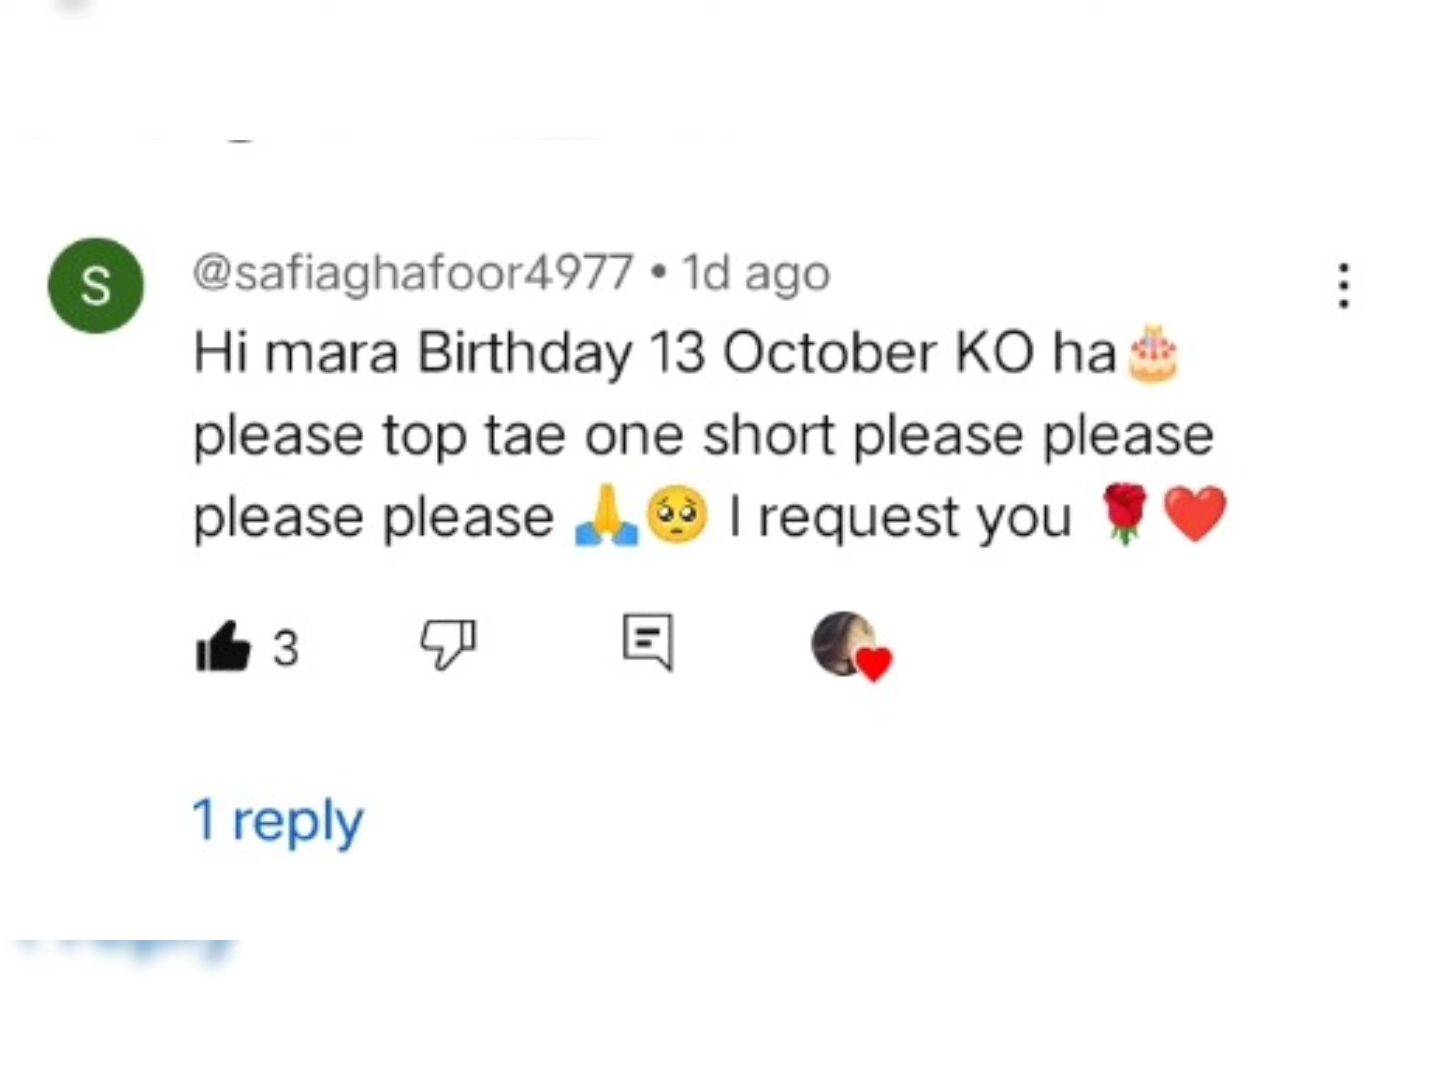 S
@safiaghafoor4977 • 1d ago
Hi mara Birthday 13 October KO ha🎂
please top tae one short please please
please please 🙏🥺 I request you 🌹❤️
3
1 reply